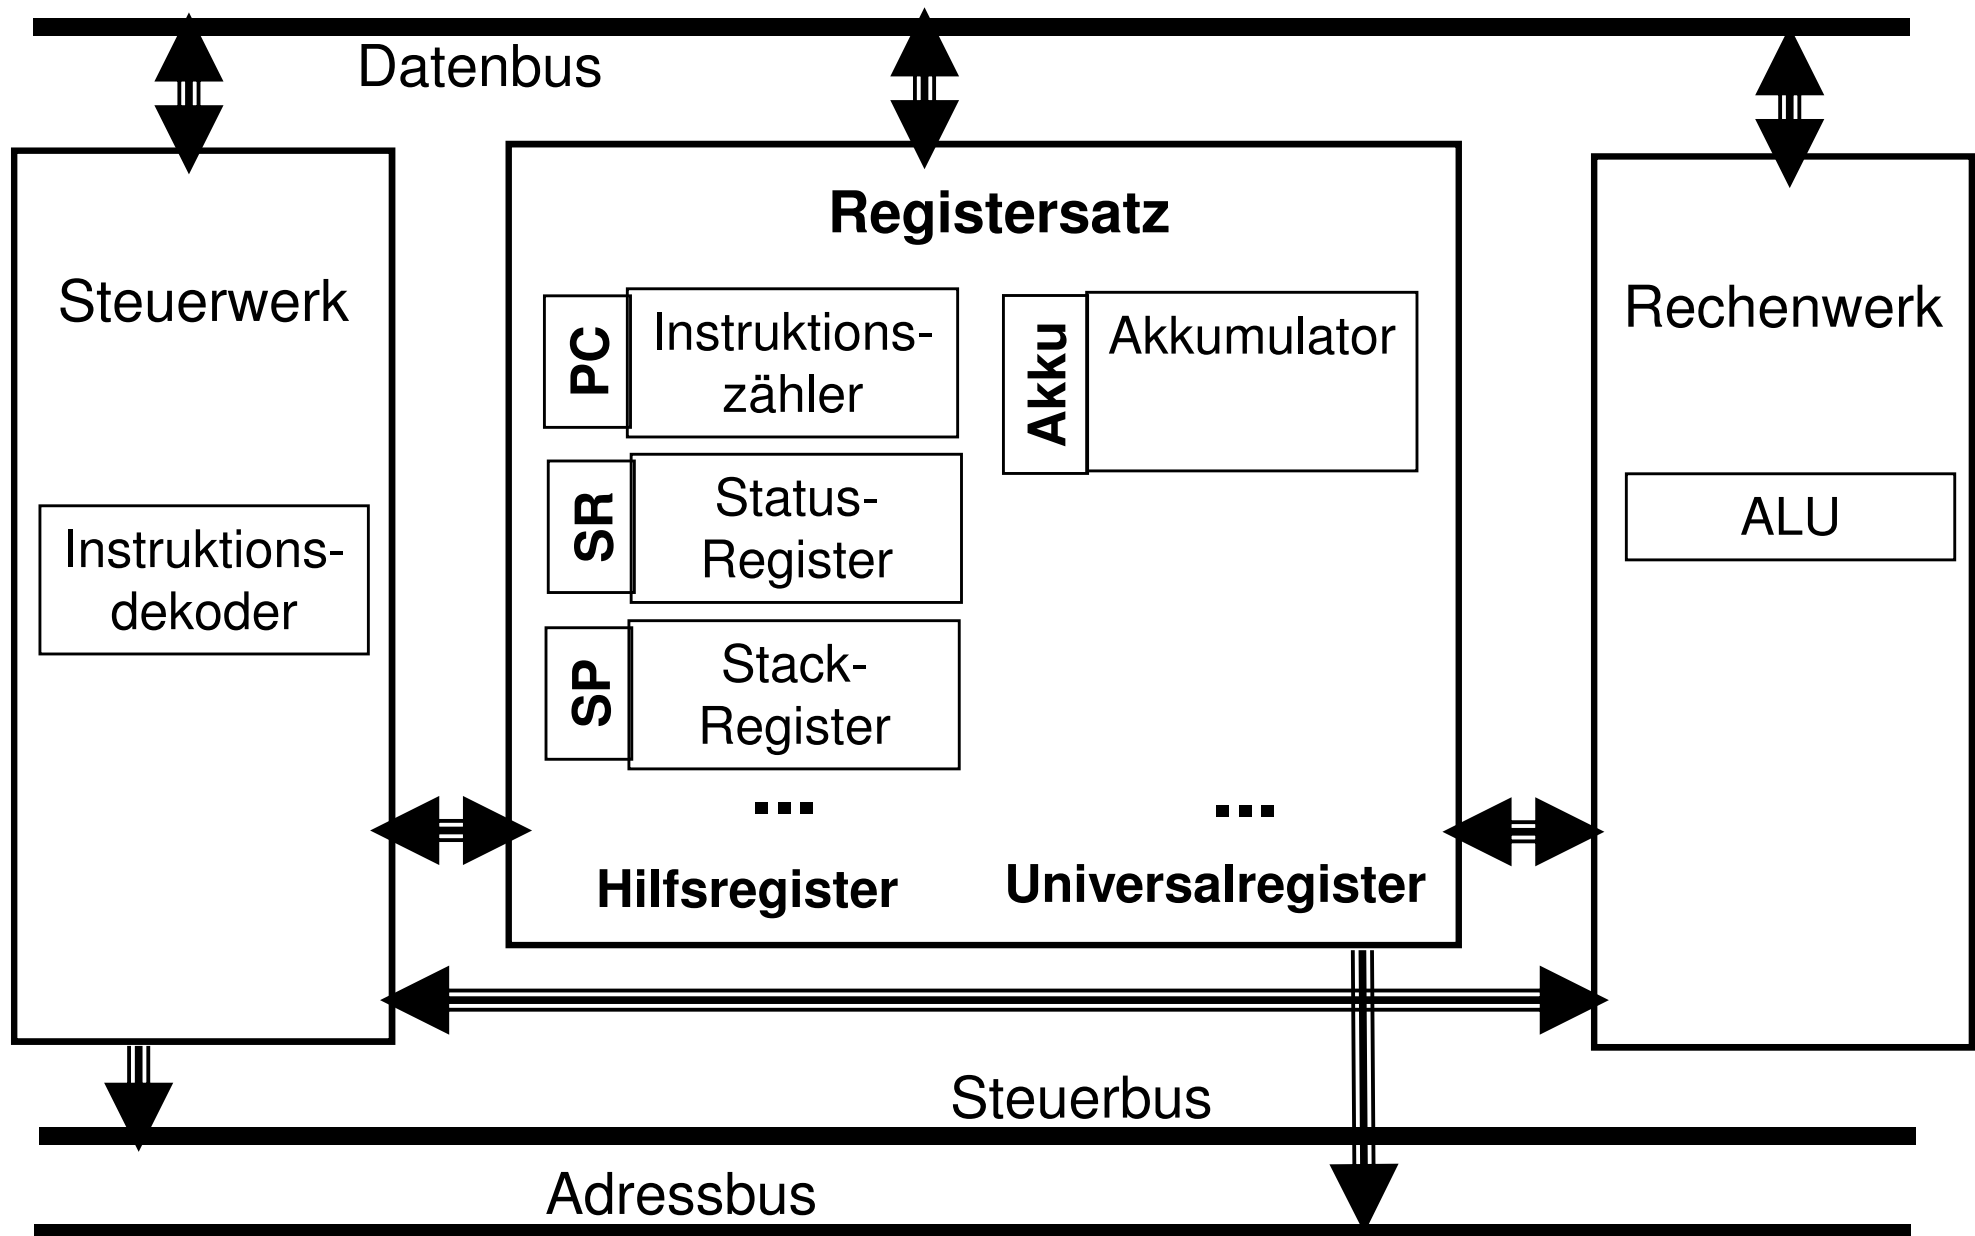 Datenbus
Steuerwerk
Instruktions-
dekoder
Registersatz
PC
Instruktions-
zähler
SR
Status-
Register
SP
Stack-
Register
...
Hilfsregister
Akku
Akkumulator
...
Universalregister
Rechenwerk
ALU
Steuerbus
Adressbus